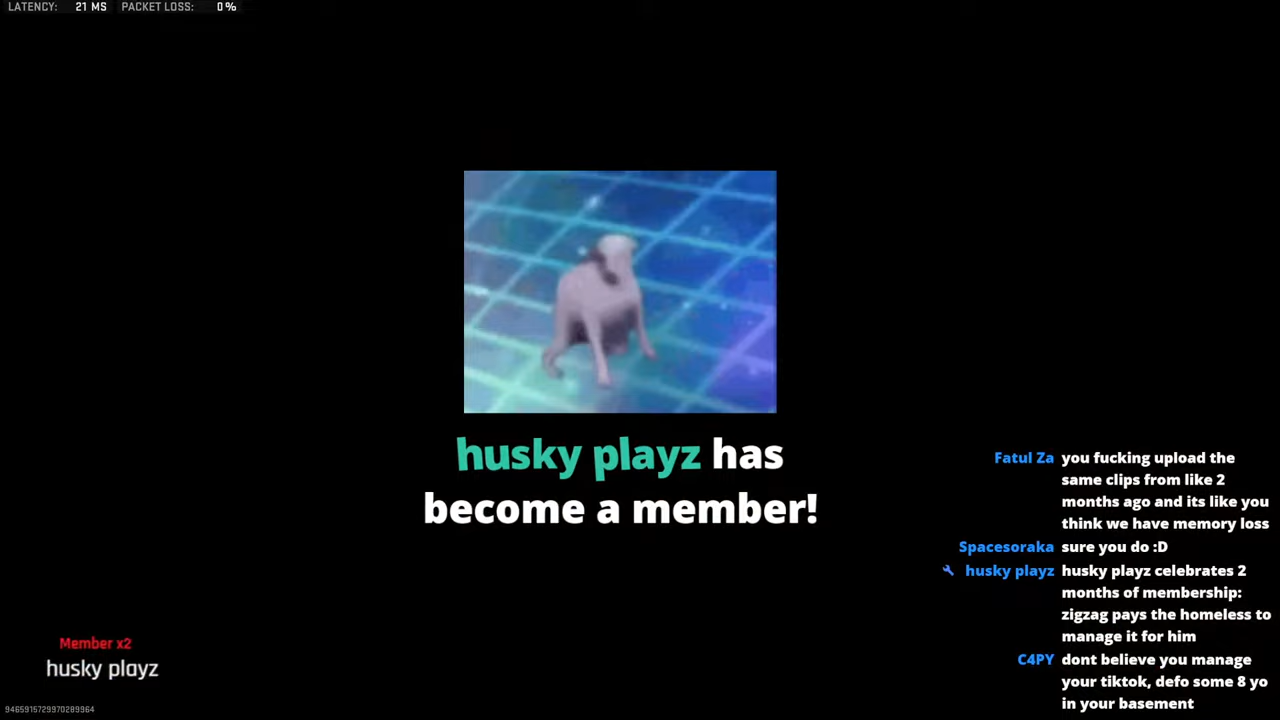 LATENCY: 21 MS PACKET LOSS: 0 %
husky playz has
become a member!
Fatul Za you fucking upload the
same clips from like 2
months ago and its like you
think we have memory loss
Spacesoraka sure you do :D
husky playz husky playz celebrates 2
months of membership:
zigzag pays the homeless to
manage it for him
C4PY dont believe you manage
your tiktok, defo some 8 yo
in your basement
Member x2
husky playz
9465915729970289964